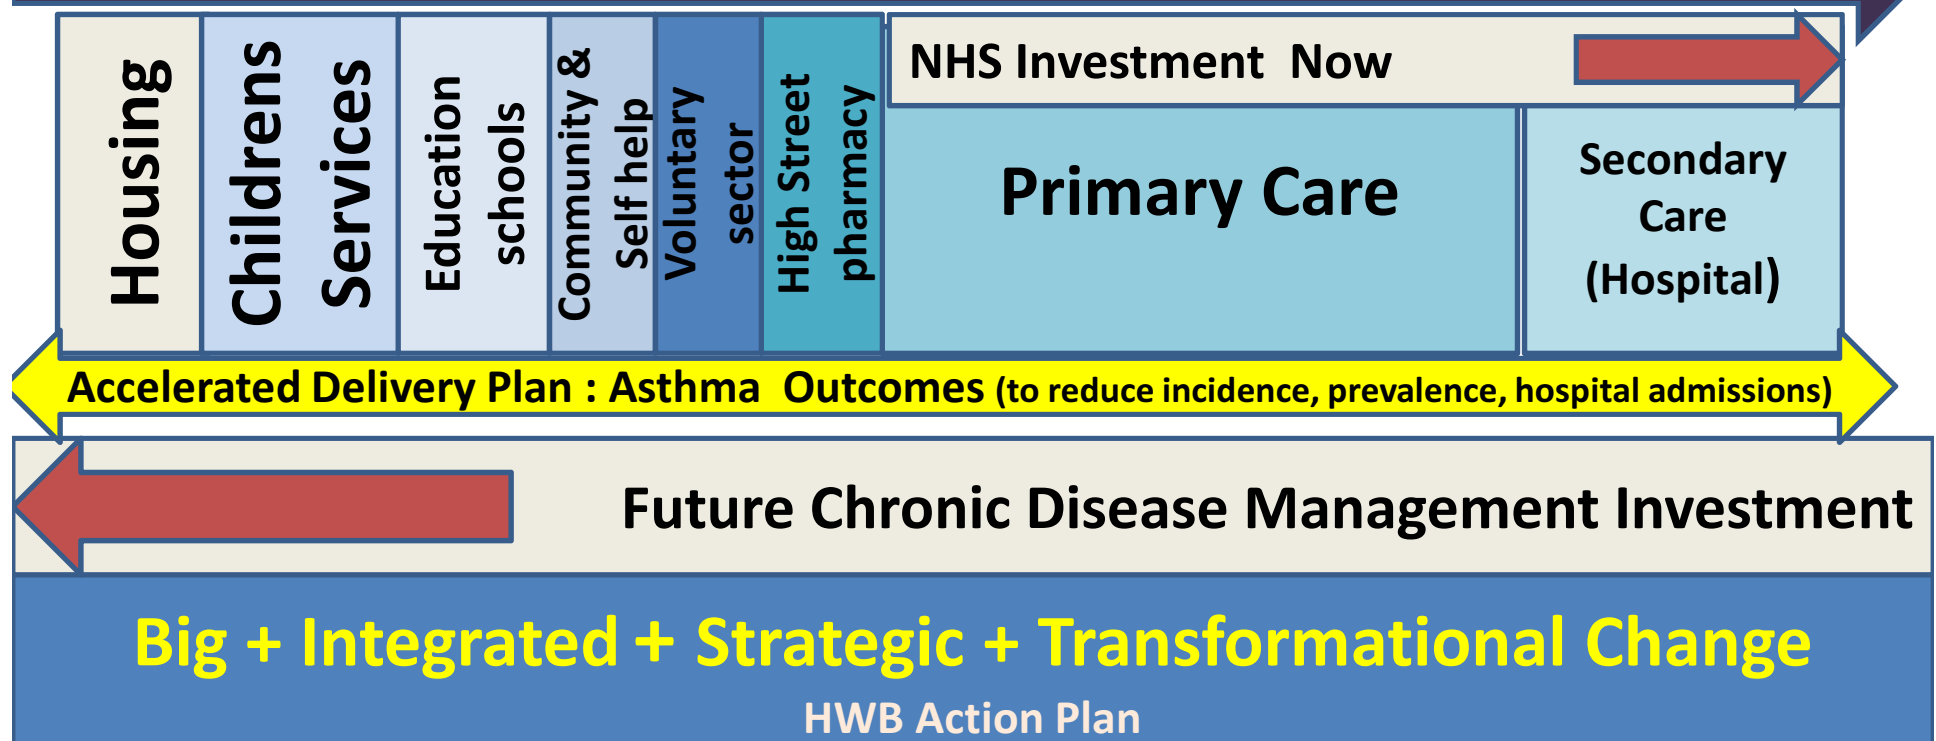 Housing
Childrens
Services
Education
schools
Community &
Self help
Voluntary
sector
High Street
pharmacy
NHS Investment  Now
Primary Care
Secondary
Care
(Hospital)
Accelerated Delivery Plan : Asthma  Outcomes (to reduce incidence, prevalence, hospital admissions)
Future Chronic Disease Management Investment
Big + Integrated + Strategic + Transformational Change
HWB Action Plan